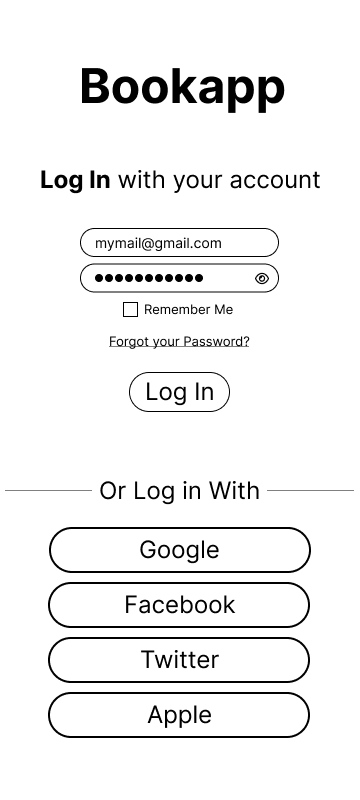 Bookapp
Log In with your account
mymail@gmail.com
●●●●●●●●●●●
Remember Me
Forgot your Password?
Log In
Or Log in With
Google
Facebook
Twitter
Apple